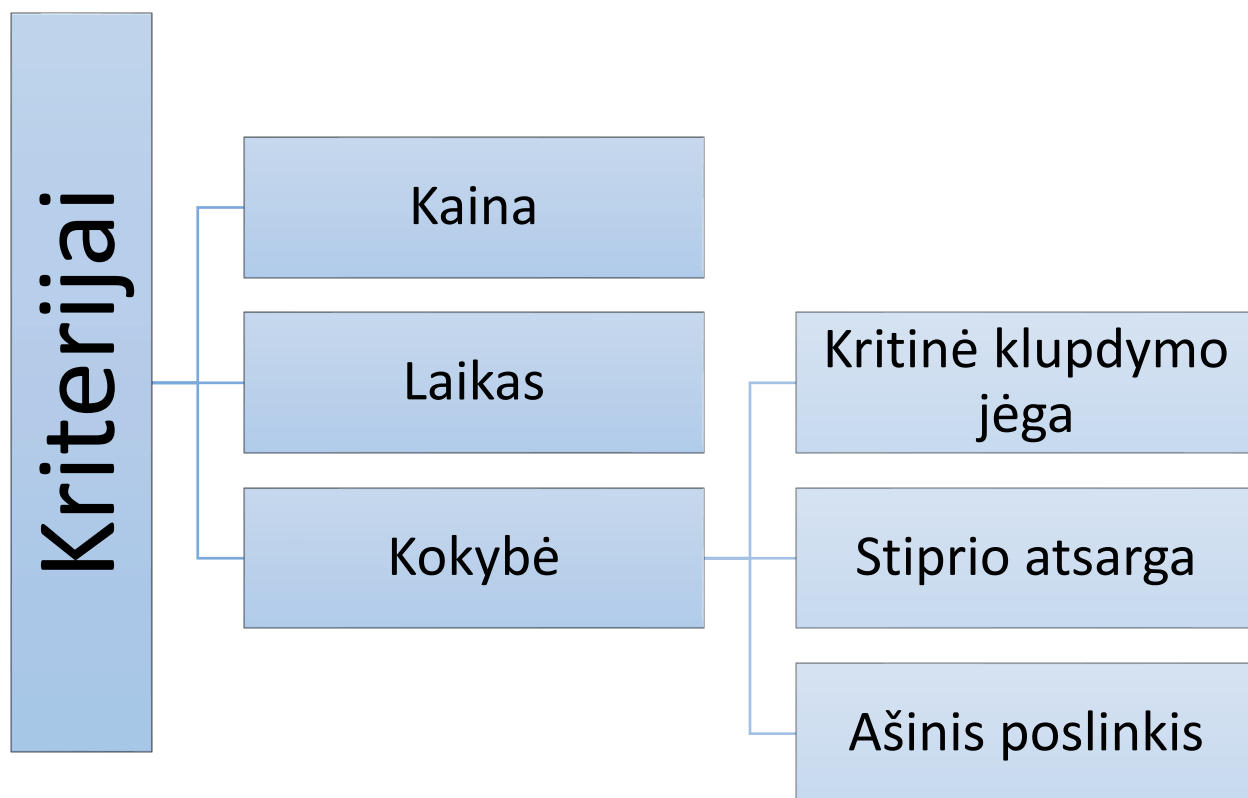 Kriterijai
Kaina
Laikas
Kokybė
Kritinė klupdymo
jėga
Stiprio atsarga
Ašinis poslinkis